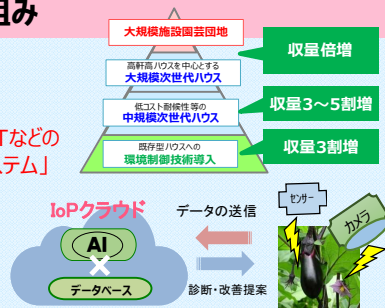 組み
大規模施設園芸団地
収量倍増
高軒高ハウスを中心とする
大規模次世代ハウス
低コスト耐候性等の
中規模次世代ハウス
収量3～5割増
Tなどの
ステム」
既存型ハウスへの
環境制御技術導入
収量3割増
IoPクラウド
AI
データベース
データの送信
診断・改善提案
センサー
カメラ